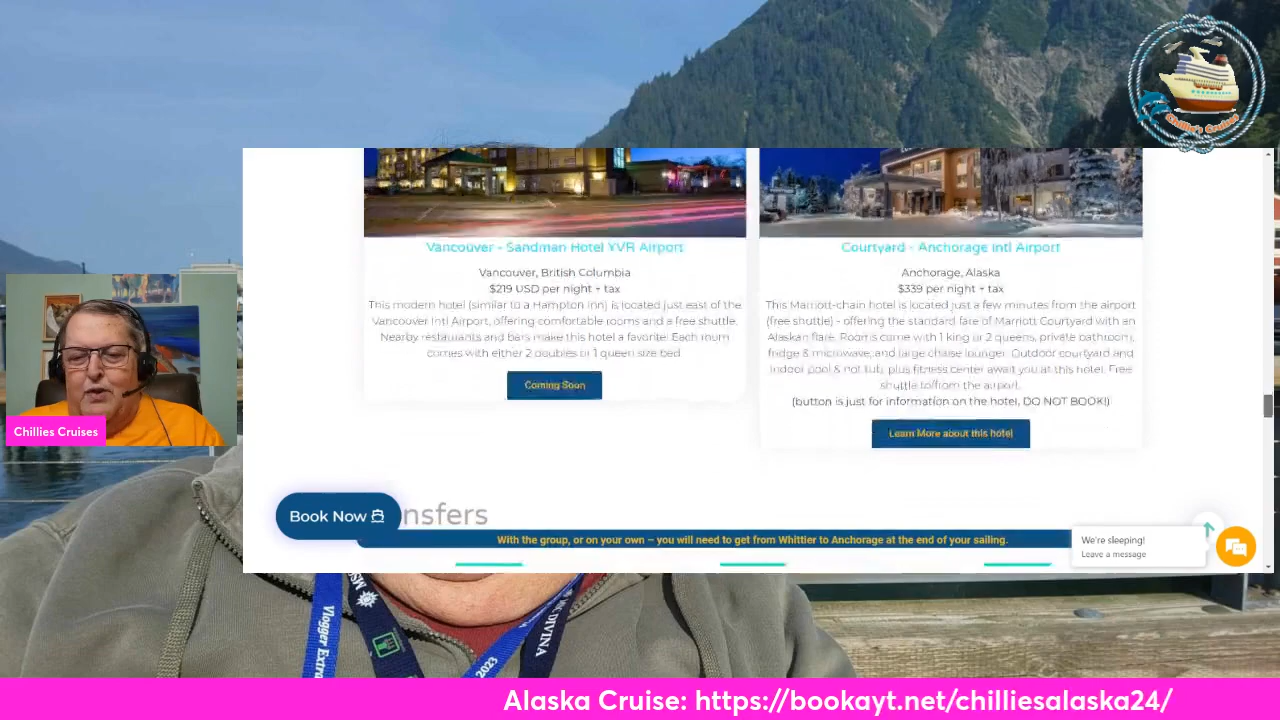 Chillie's Cruises
Vancouver - Sandman Hotel YVR Airport
Vancouver, British Columbia
$219 USD per night + tax
This modern hotel (similar to a Hampton Inn) is located just east of the
Vancouver Intl Airport, offering comfortable rooms and a free shuttle.
Nearby restaurants and bars make this hotel a favorite! Each room
comes with either 2 doubles or 1 queen size bed
Coming Soon
Courtyard - Anchorage Intl Airport
Anchorage, Alaska
$339 per night + tax
This Marriott-chain hotel is located just a few minutes from the airport
(free shuttle) - offering the standard fare of Marriott Courtyard with an
Alaskan flare. Rooms come with 1 king or 2 queens, private bathroom,
fridge & microwave, and large chaise lounger. Outdoor courtyard and
indoor pool & hot tub, plus fitness center await you at this hotel. Free
shuttle to/from the airport.
(button is just for information on the hotel, DO NOT BOOK!)
Learn More about this hotel
Chillies Cruises
Book Now
nsfers
With the group, or on your own – you will need to get from Whittier to Anchorage at the end of your sailing.
We're sleeping!
Leave a message
Vlogger Extra
MS
2023
DIVINA
Alaska Cruise: https://bookayt.net/chilliesalaska24/